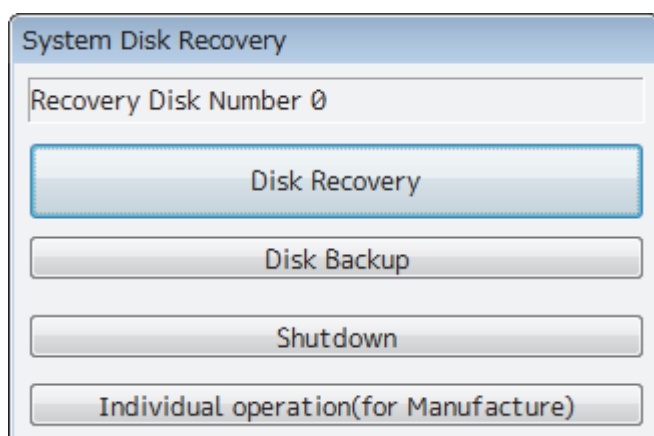 System Disk Recovery
Recovery Disk Number 0
Disk Recovery
Disk Backup
Shutdown
Individual operation(for Manufacture)